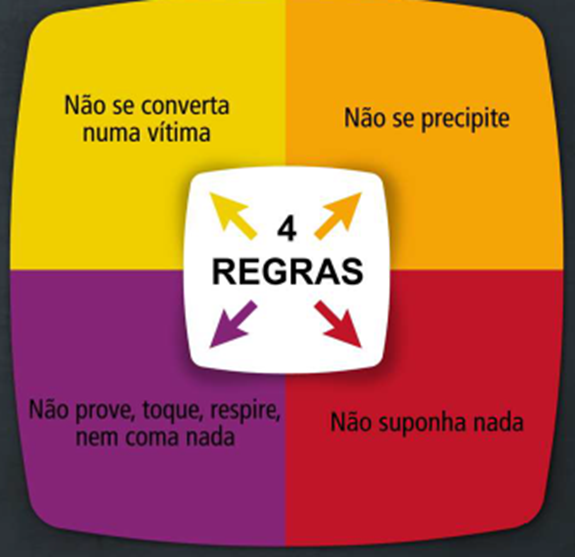 Não se converta
numa vítima
Não se precipite
4
REGRAS
Não prove, toque, respire,
nem coma nada
Não suponha nada